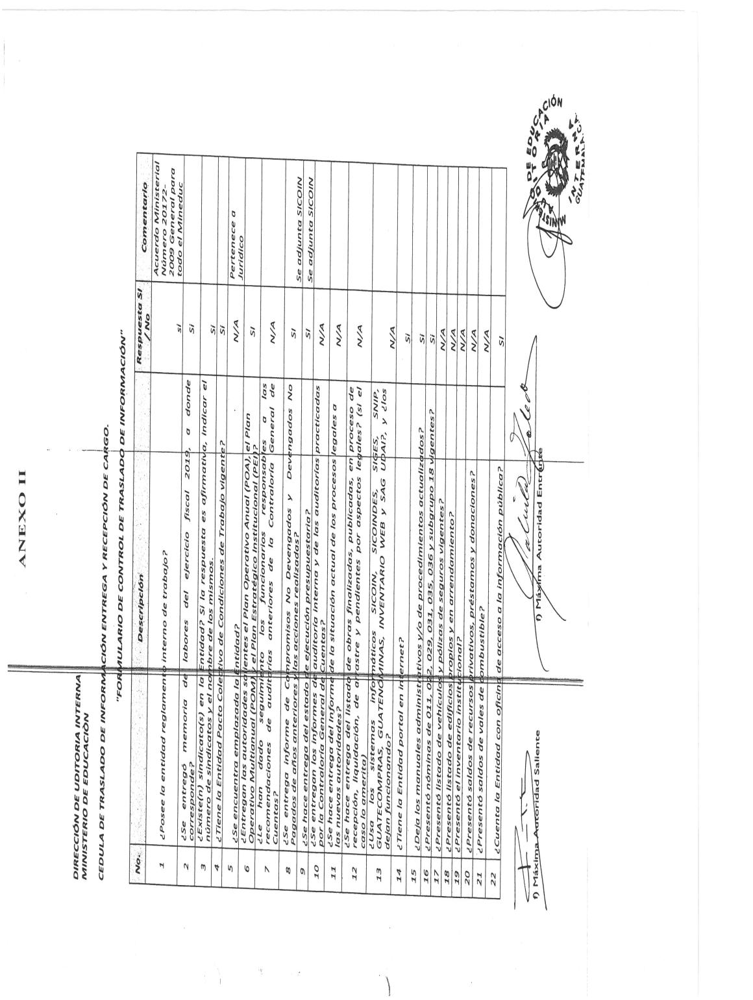 ANEXO II
DIRECCIÓN DE UDITORIA INTERNA
MINISTERIO DE EDUCACIÒN
CEDULA DE TRASLADO DE INFORMACIÓN ENTREGA Y RECEPCIÓN DE CARGO.
"FORMULARIO DE CONTROL DE TRASLADO DE INFORMACIÓN"
No. Descripción Respuesta SI / No Comentario
1 ¿Posee la entidad reglamento interno de trabajo? si Acuerdo Ministerial
Número 20172-
2009 General para
todo el Mineduc
2 ¿Se entregó memoria de labores del ejercicio fiscal 2019, a donde
corresponde? Si
3 ¿Existe(n) sindicato(s) en la Entidad? Si la respuesta es afirmativa, indicar el
número de sindicatos y el nombre de los mismos. Si
4 ¿Tiene la Entidad Pacto Colectivo de Condiciones de Trabajo vigente? Si
5 ¿Se encuentra emplazada la Entidad? N/A Pertenece a
Juridico
6 ¿Entregan las autoridades salientes el Plan Operativo Anual (POA), el Plan
Operativo Multianual (POM) y el Plan Estratégico Institucional (PEI)? SI
7 ¿Le han dado seguimiento los funcionarios responsables a las
recomendaciones de auditorías anteriores de la Contraloría General de
Cuentas? N/A
8 ¿Se entrega informe de Compromisos No Devengados y Devengados No
Pagados de años anteriores y las acciones realizadas? SI Se adjunta SICOIN
9 ¿Se hace entrega del estado de ejecución presupuestaria? SI Se adjunta SICOIN
10 ¿Se entregan los informes de auditoría interna y de las auditorías practicadas
por la Contraloría General de Cuentas? N/A
11 ¿Se hace entrega del Informe de la situación actual de los procesos legales a
las nuevas autoridades? N/A
12 ¿Se hace entrega del listado de obras finalizadas, publicadas, en proceso de
recepción, liquidación, de arrastre y pendientes por aspectos legales? (si el
caso lo amerita) N/A
13 ¿Usa los sistemas informáticos SICOIN, SICOINDES, SIGES, SNIP,
GUATECOMPRAS, GUATENÓMINAS, INVENTARIO WEB y SAG UDAI?, y ¿los
dejan funcionando? N/A
14 ¿Tiene la Entidad portal en Internet? Si
15 ¿Deja los manuales administrativos y/o de procedimientos actualizados? Si
16 ¿Presentó nóminas de 011, 022, 029, 031, 035, 036 y subgrupo 18 vigentes? Si
17 ¿Presentó listado de vehículos y pólizas de seguros vigentes? N/A
18 ¿Presentó listado de edificios propios y en arrendamiento? N/A
19 ¿Presentó el inventario institucional? N/A
20 ¿Presentó saldos de recursos privativos, préstamos y donaciones? N/A
21 ¿Presentó saldos de vales de combustible? N/A
22 ¿Cuenta la Entidad con oficina de acceso a la información pública? SI
f) Máxima Autoridad Saliente
f) Máxima Autoridad Entrante
MINISTERIO DE EDUCACIÓN
AUDITORIA
INTERNA
GUATEMALA, C.A.